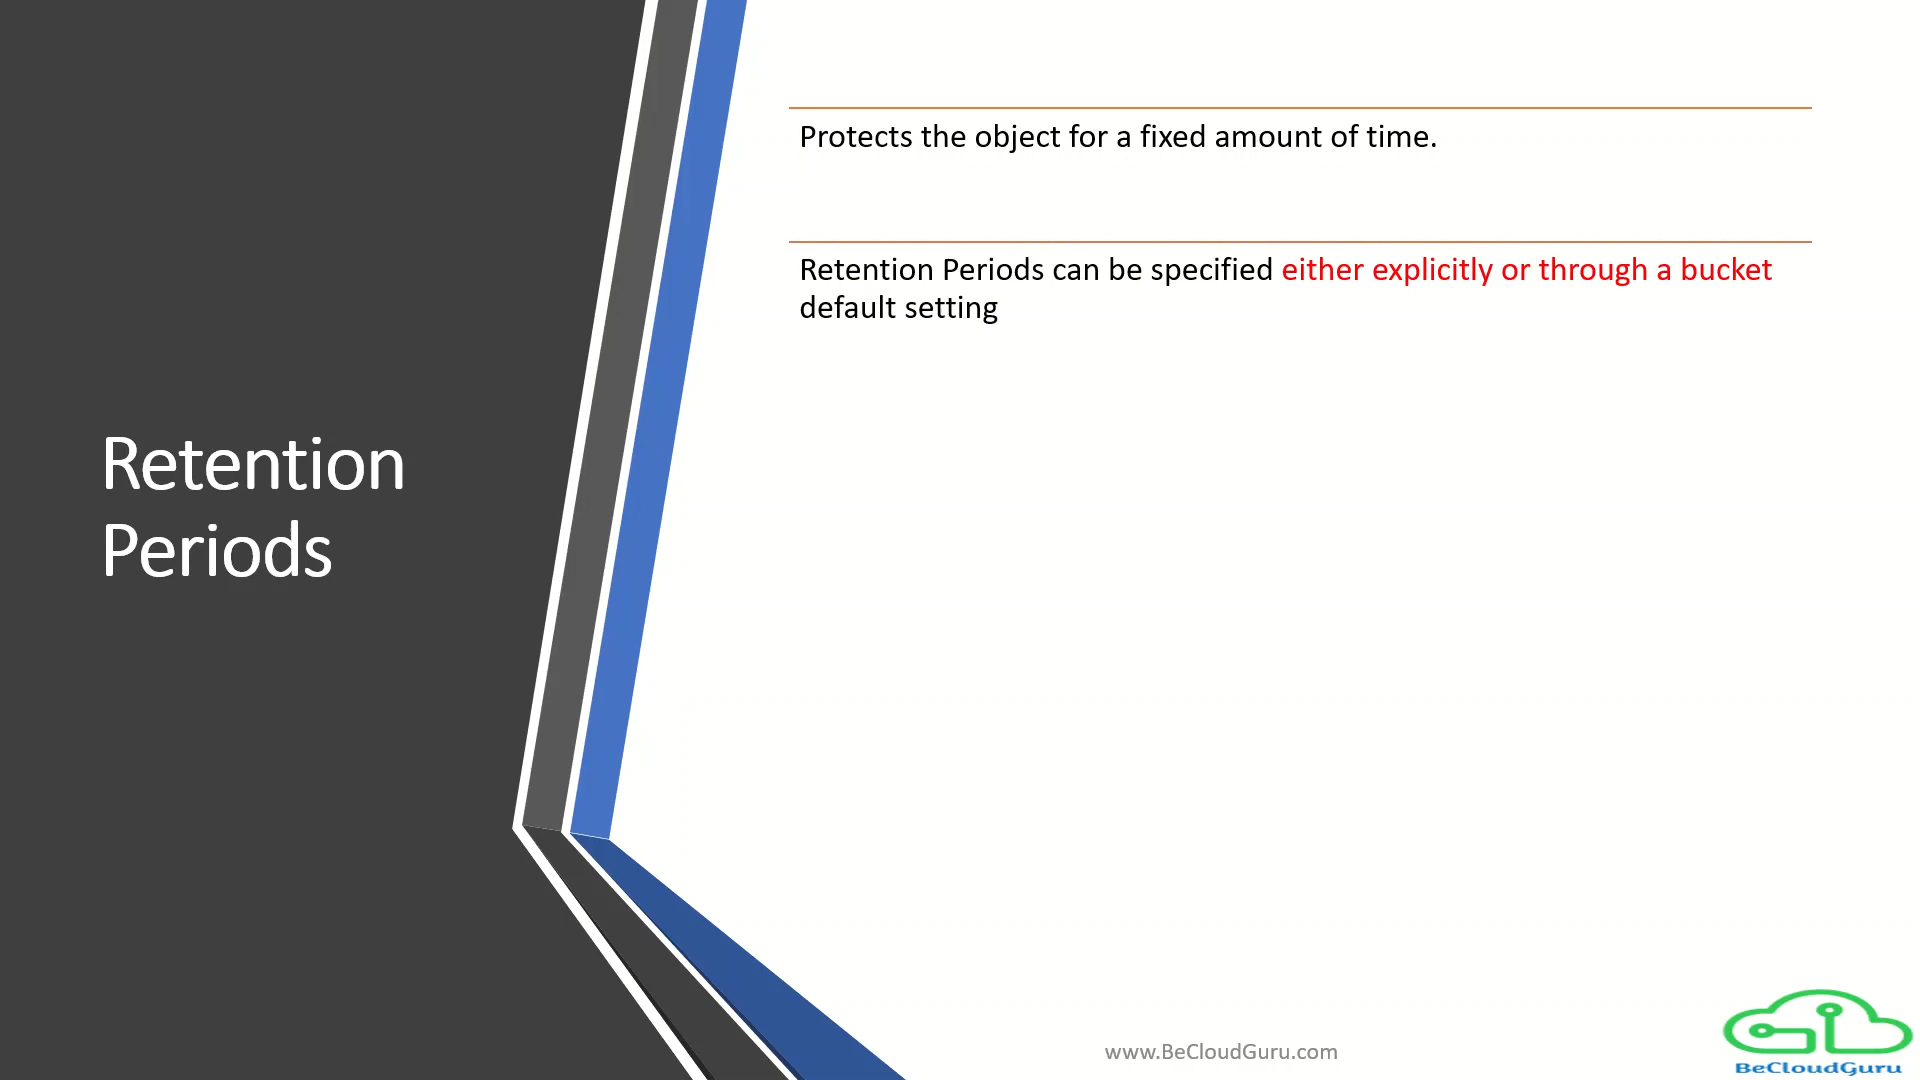 Retention
Periods
Protects the object for a fixed amount of time.
Retention Periods can be specified either explicitly or through a bucket
default setting
www.BeCloudGuru.com
BeCloudGuru